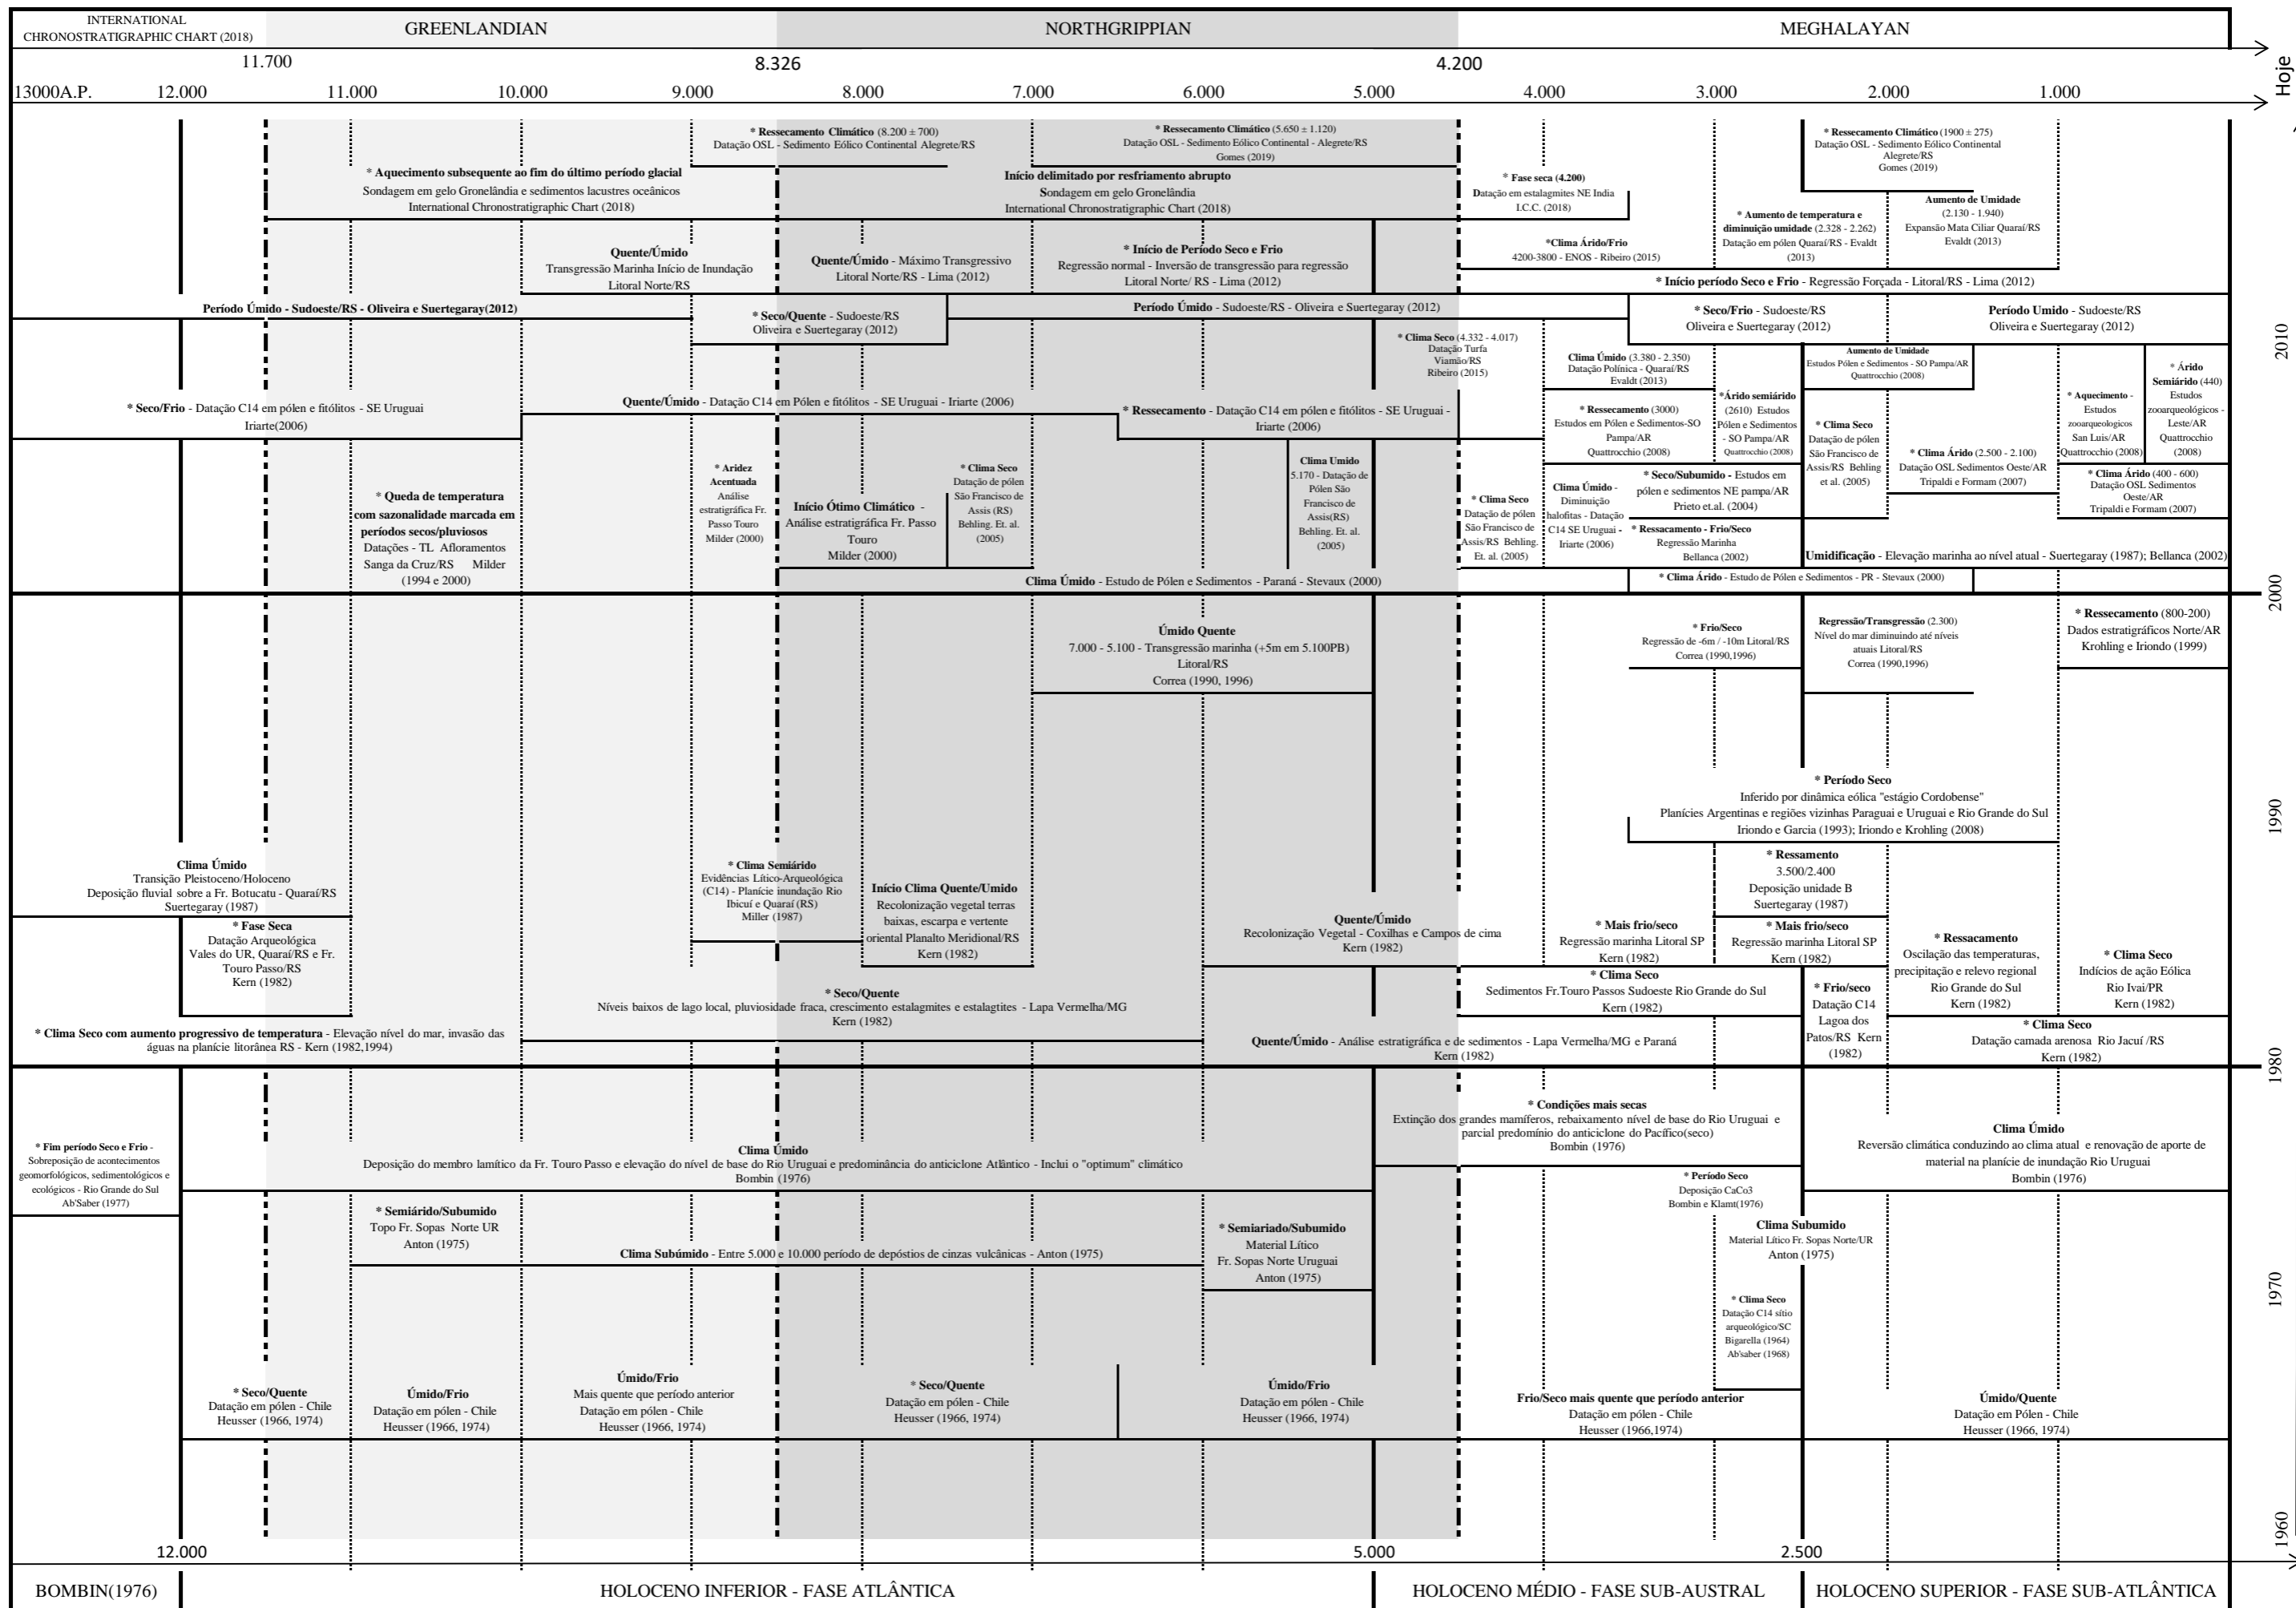 INTERNATIONAL
CHRONOSTRATIGRAPHIC CHART (2018)
GREENLANDIAN
NORTHGRIPPIAN
MEGHALAYAN
11.700
8.326
4.200
Hoje
13000A.P.
12.000
11.000
10.000
9.000
8.000
7.000
6.000
5.000
4.000
3.000
2.000
1.000
* Ressecamento Climático (8.200 ± 700)
Datação OSL - Sedimento Eólico Continental Alegrete/RS
* Ressecamento Climático (5.650 ± 1.120)
Datação OSL - Sedimento Eólico Continental - Alegrete/RS
Gomes (2019)
* Ressecamento Climático (1900 ± 275)
Datação OSL - Sedimento Eólico Continental
Alegrete/RS
Gomes (2019)
* Aquecimento subsequente ao fim do último período glacial
Sondagem em gelo Gronelândia e sedimentos lacustres oceânicos
International Chronostratigraphic Chart (2018)
Início delimitado por resfriamento abrupto
Sondagem em gelo Gronelândia
International Chronostratigraphic Chart (2018)
* Fase seca (4.200)
Datação em estalagmites NE India
I.C.C. (2018)
* Aumento de temperatura e
diminuição umidade (2.328 - 2.262)
Datação em pólen Quaraí/RS - Evaldt
(2013)
Aumento de Umidade
(2.130 - 1.940)
Expansão Mata Ciliar Quaraí/RS
Evaldt (2013)
Quente/Úmido
Transgressão Marinha Início de Inundação
Litoral Norte/RS
Quente/Úmido - Máximo Transgressivo
Litoral Norte/RS - Lima (2012)
* Início de Período Seco e Frio
Regressão normal - Inversão de transgressão para regressão
Litoral Norte/ RS - Lima (2012)
*Clima Árido/Frio
4200-3800 - ENOS - Ribeiro (2015)
* Início período Seco e Frio - Regressão Forçada - Litoral/RS - Lima (2012)
Período Úmido - Sudoeste/RS - Oliveira e Suertegaray(2012)
* Seco/Quente - Sudoeste/RS
Oliveira e Suertegaray (2012)
Período Úmido - Sudoeste/RS - Oliveira e Suertegaray (2012)
* Seco/Frio - Sudoeste/RS
Oliveira e Suertegaray (2012)
Período Umido - Sudoeste/RS
Oliveira e Suertegaray (2012)
2010
* Clima Seco (4.332 - 4.017)
Datação Turfa
Viamão/RS
Ribeiro (2015)
Clima Úmido (3.380 - 2.350)
Datação Polínica - Quaraí/RS
Evaldt (2013)
Aumento de Umidade
Estudos Pólen e Sedimentos - SO Pampa/AR
Quattrocchio (2008)
* Árido
Semiárido (440)
Estudos
zooarqueológicos -
Leste/AR
Quattrocchio
(2008)
* Seco/Frio - Datação C14 em pólen e fitólitos - SE Uruguai
Iriarte(2006)
Quente/Úmido - Datação C14 em Pólen e fitólitos - SE Uruguai - Iriarte (2006)
* Ressecamento - Datação C14 em pólen e fitólitos - SE Uruguai -
Iriarte (2006)
* Ressecamento (3000)
Estudos em Pólen e Sedimentos-SO
Pampa/AR
Quattrocchio (2008)
*Árido semiárido
(2610) Estudos
Pólen e Sedimentos
- SO Pampa/AR
Quattrocchio (2008)
* Clima Seco
Datação de pólen
São Francisco de
Assis/RS Behling
et al. (2005)
* Aquecimento -
Estudos
zooarqueologicos
San Luis/AR
Quattrocchio (2008)
* Clima Árido (2.500 - 2.100)
Datação OSL Sedimentos Oeste/AR
Tripaldi e Formam (2007)
* Clima Árido (400 - 600)
Datação OSL Sedimentos
Oeste/AR
Tripaldi e Formam (2007)
* Queda de temperatura
com sazonalidade marcada em
períodos secos/pluviosos
Datações - TL Afloramentos
Sanga da Cruz/RS Milder
(1994 e 2000)
* Aridez
Acentuada
Análise
estratigráfica Fr.
Passo Touro
Milder (2000)
Início Ótimo Climático -
Análise estratigráfica Fr. Passo
Touro
Milder (2000)
* Clima Seco
Datação de pólen
São Francisco de
Assis (RS)
Behling. Et. al.
(2005)
Clima Umido
5.170 - Datação de
Pólen São
Francisco de
Assis(RS)
Behling. Et. al.
(2005)
* Clima Seco
Datação de pólen
São Francisco de
Assis/RS Behling.
Et. al. (2005)
Clima Úmido -
Diminuição
halofitas - Datação
C14 SE Uruguai -
Iriarte (2006)
* Seco/Subumido - Estudos em
pólen e sedimentos NE pampa/AR
Prieto et.al. (2004)
* Ressacamento - Frio/Seco
Regressão Marinha
Bellanca (2002)
Umidificação - Elevação marinha ao nível atual - Suertegaray (1987); Bellanca (2002)
Clima Úmido - Estudo de Pólen e Sedimentos - Paraná - Stevaux (2000)
* Clima Árido - Estudo de Pólen e Sedimentos - PR - Stevaux (2000)
2000
Úmido Quente
7.000 - 5.100 - Transgressão marinha (+5m em 5.100PB)
Litoral/RS
Correa (1990, 1996)
* Frio/Seco
Regressão de -6m / -10m Litoral/RS
Correa (1990,1996)
Regressão/Transgressão (2.300)
Nível do mar diminuindo até níveis
atuais Litoral/RS
Correa (1990,1996)
* Ressecamento (800-200)
Dados estratigráficos Norte/AR
Krohling e Iriondo (1999)
* Período Seco
Inferido por dinâmica eólica "estágio Cordobense"
Planícies Argentinas e regiões vizinhas Paraguai e Uruguai e Rio Grande do Sul
Iriondo e Garcia (1993); Iriondo e Krohling (2008)
1990
Clima Úmido
Transição Pleistoceno/Holoceno
Deposição fluvial sobre a Fr. Botucatu - Quaraí/RS
Suertegaray (1987)
* Clima Semiárido
Evidências Lítico-Arqueológica
(C14) - Planície inundação Rio
Ibicuí e Quaraí (RS)
Miller (1987)
Início Clima Quente/Umido
Recolonização vegetal terras
baixas, escarpa e vertente
oriental Planalto Meridional/RS
Kern (1982)
* Ressamento
3.500/2.400
Deposição unidade B
Suertegaray (1987)
* Fase Seca
Datação Arqueológica
Vales do UR, Quaraí/RS e Fr.
Touro Passo/RS
Kern (1982)
Quente/Úmido
Recolonização Vegetal - Coxilhas e Campos de cima
Kern (1982)
* Mais frio/seco
Regressão marinha Litoral SP
Kern (1982)
* Mais frio/seco
Regressão marinha Litoral SP
Kern (1982)
* Ressacamento
Oscilação das temperaturas,
precipitação e relevo regional
Rio Grande do Sul
Kern (1982)
* Clima Seco
Indícios de ação Eólica
Rio Ivai/PR
Kern (1982)
* Seco/Quente
Níveis baixos de lago local, pluviosidade fraca, crescimento estalagmites e estalagtites - Lapa Vermelha/MG
Kern (1982)
* Clima Seco
Sedimentos Fr.Touro Passos Sudoeste Rio Grande do Sul
Kern (1982)
* Frio/seco
Datação C14
Lagoa dos
Patos/RS Kern
(1982)
* Clima Seco com aumento progressivo de temperatura - Elevação nível do mar, invasão das
águas na planície litorânea RS - Kern (1982,1994)
Quente/Úmido - Análise estratigráfica e de sedimentos - Lapa Vermelha/MG e Paraná
Kern (1982)
* Clima Seco
Datação camada arenosa Rio Jacuí /RS
Kern (1982)
1980
* Fim período Seco e Frio -
Sobreposição de acontecimentos
geomorfológicos, sedimentológicos e
ecológicos - Rio Grande do Sul
Ab'Saber (1977)
Clima Úmido
Deposição do membro lamítico da Fr. Touro Passo e elevação do nível de base do Rio Uruguai e predominância do anticiclone Atlântico - Inclui o "optimum" climático
Bombin (1976)
* Condições mais secas
Extinção dos grandes mamíferos, rebaixamento nível de base do Rio Uruguai e
parcial predomínio do anticiclone do Pacífico(seco)
Bombin (1976)
Clima Úmido
Reversão climática conduzindo ao clima atual e renovação de aporte de
material na planície de inundação Rio Uruguai
Bombin (1976)
* Período Seco
Deposição CaCo3
Bombin e Klamt(1976)
* Semiárido/Subumido
Topo Fr. Sopas Norte UR
Anton (1975)
Clima Subúmido - Entre 5.000 e 10.000 período de depóstios de cinzas vulcânicas - Anton (1975)
* Semiariado/Subumido
Material Lítico
Fr. Sopas Norte Uruguai
Anton (1975)
Clima Subumido
Material Lítico Fr. Sopas Norte/UR
Anton (1975)
1970
* Clima Seco
Datação C14 sítio
arqueológico/SC
Bigarella (1964)
Ab'saber (1968)
* Seco/Quente
Datação em pólen - Chile
Heusser (1966, 1974)
Úmido/Frio
Datação em pólen - Chile
Heusser (1966, 1974)
Úmido/Frio
Mais quente que período anterior
Datação em pólen - Chile
Heusser (1966, 1974)
* Seco/Quente
Datação em pólen - Chile
Heusser (1966, 1974)
Úmido/Frio
Datação em pólen - Chile
Heusser (1966, 1974)
Frio/Seco mais quente que período anterior
Datação em pólen - Chile
Heusser (1966,1974)
Úmido/Quente
Datação em Pólen - Chile
Heusser (1966, 1974)
1960
12.000
5.000
2.500
BOMBIN(1976)
HOLOCENO INFERIOR - FASE ATLÂNTICA
HOLOCENO MÉDIO - FASE SUB-AUSTRAL
HOLOCENO SUPERIOR - FASE SUB-ATLÂNTICA